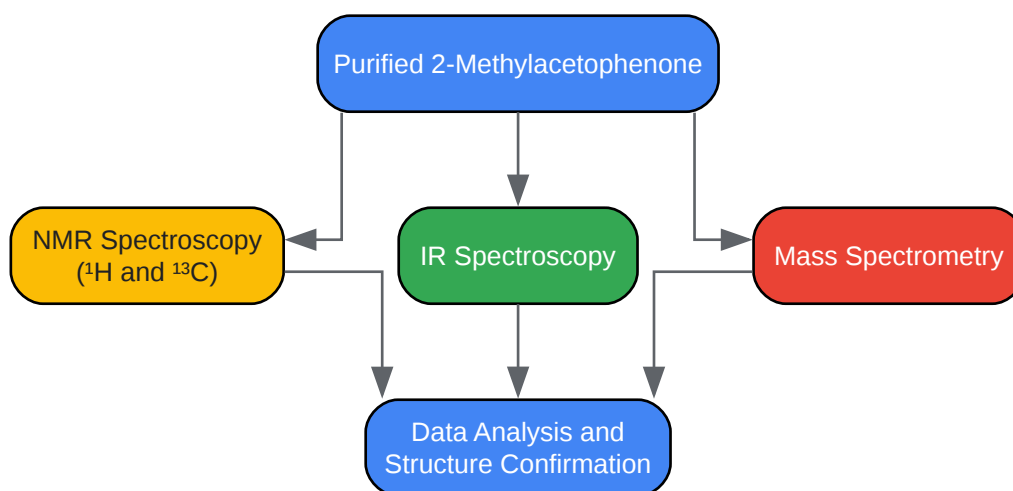 Purified 2-Methylacetophenone
NMR Spectroscopy
(¹H and ¹³C)
IR Spectroscopy
Mass Spectrometry
Data Analysis and
Structure Confirmation